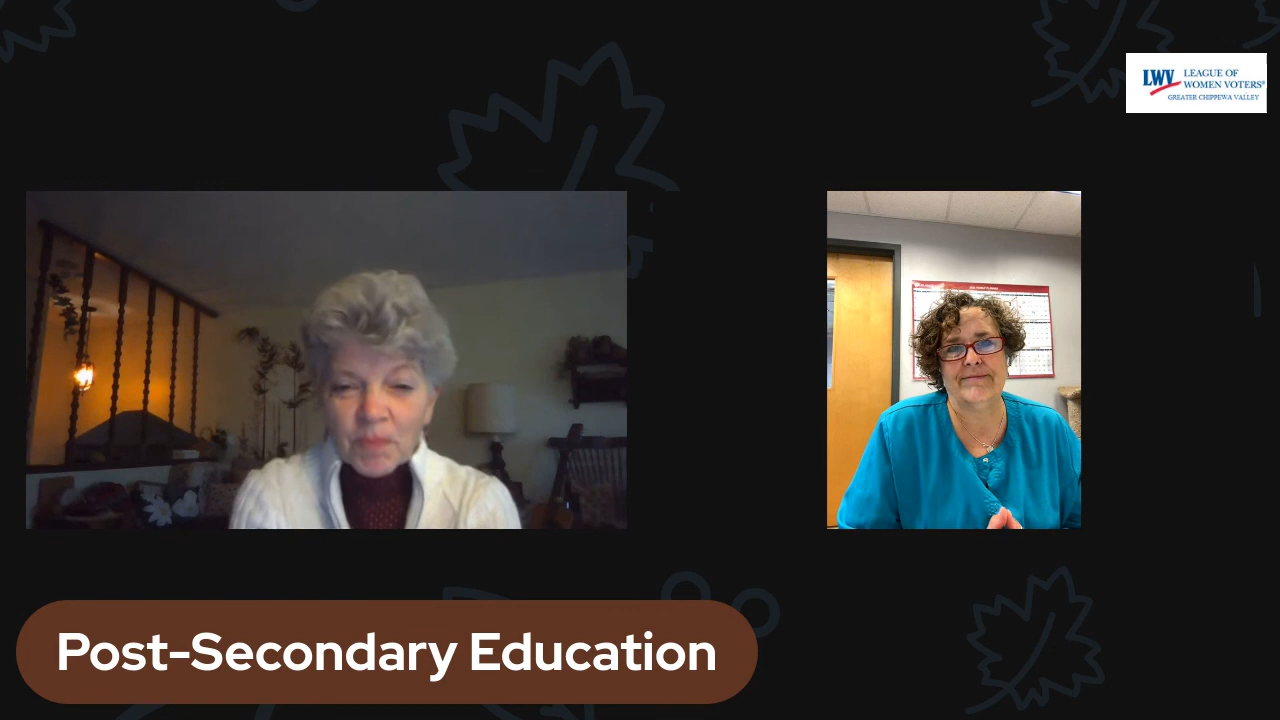 LWV LEAGUE OF
WOMEN VOTERS®
GREATER CHIPPEWA VALLEY
Post-Secondary Education